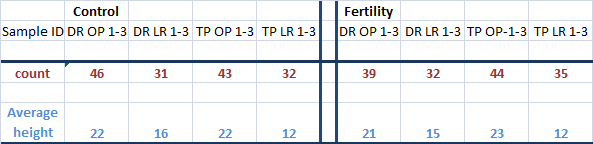 Control Fertility
Sample ID DR OP 1-3 DR LR 1-3 TP OP 1-3 TP LR 1-3 DR OP 1-3 DR LR 1-3 TP OP-1-3 TP LR 1-3
count 46 31 43 32 39 32 44 35
Average
height 22 16 22 12 21 15 23 12